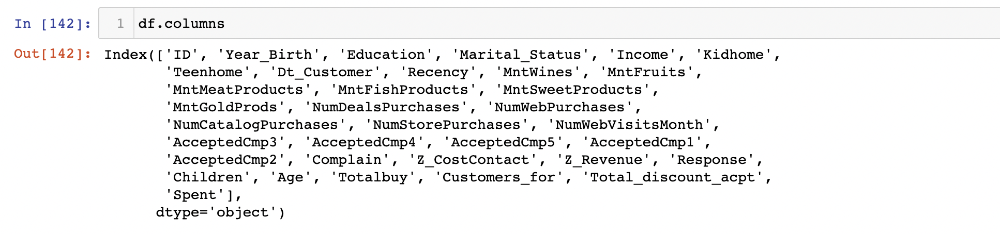 In [142]: 1 df.columns
Out[142]: Index(['ID', 'Year_Birth', 'Education', 'Marital_Status', 'Income', 'Kidhome',
'Teenhome', 'Dt_Customer', 'Recency', 'MntWines', 'MntFruits',
'MntMeatProducts', 'MntFishProducts', 'MntSweetProducts',
'MntGoldProds', 'NumDealsPurchases', 'NumWebPurchases',
'NumCatalogPurchases', 'NumStorePurchases', 'NumWebVisitsMonth',
'AcceptedCmp3', 'AcceptedCmp4', 'AcceptedCmp5', 'AcceptedCmp1',
'AcceptedCmp2', 'Complain', 'Z_CostContact', 'Z_Revenue', 'Response',
'Children', 'Age', 'Totalbuy', 'Customers_for', 'Total_discount_acpt',
'Spent'],
dtype='object')